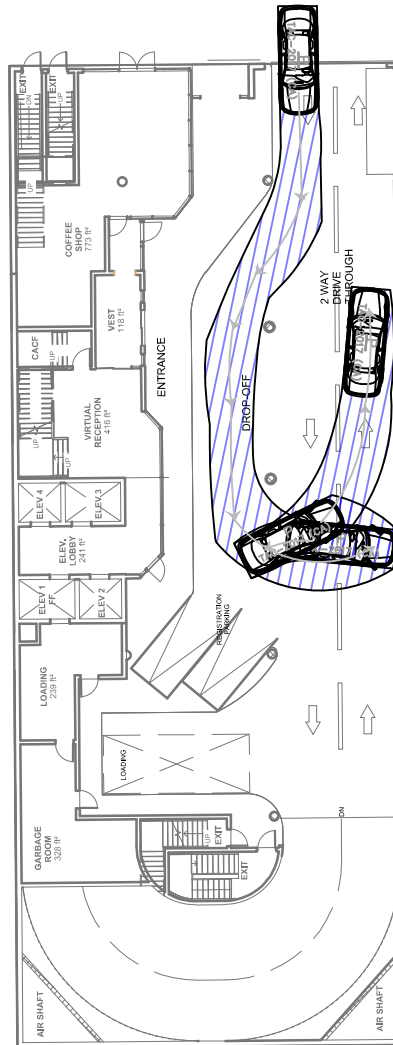 EXIT
EXIT
DN
UP
UP
COFFEE
SHOP
773 ft²
VEST
118 ft²
2 WAY
DRIVE
THROUGH
CACF
UP
ENTRANCE
DROP-OFF
VIRTUAL
RECEPTION
416 ft²
UP
UP
ELEV. 4
ELEV. 3
ELEV.
LOBBY
241 ft²
ELEV 1
FF
ELEV 2
REGISTRATION
PARKING
LOADING
239 ft²
LOADING
GARBAGE
ROOM
328 ft²
UP
EXIT
EXIT
DN
AIR SHAFT
AIR SHAFT